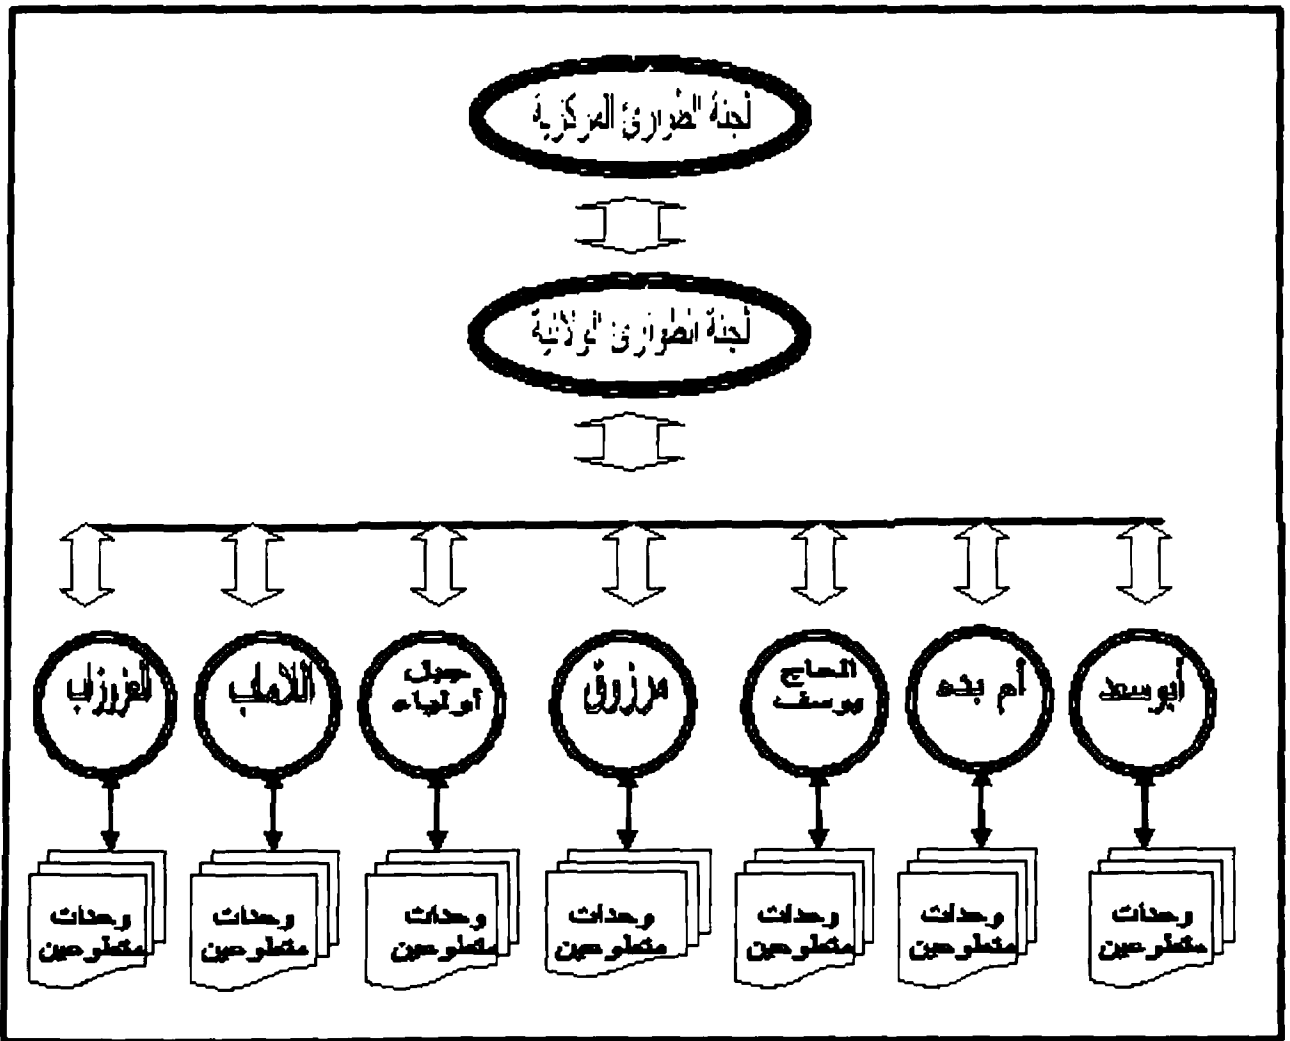 لجنة الطوارئ المركزية
لجنة الطوارئ الولائية
أبوسعد
أم بده
الحاج
يوسف
مرزوق
جبل
أولياء
اللاماب
العزوزاب
وحدات
متطوعين
وحدات
متطوعين
وحدات
متطوعين
وحدات
متطوعين
وحدات
متطوعين
وحدات
متطوعين
وحدات
متطوعين